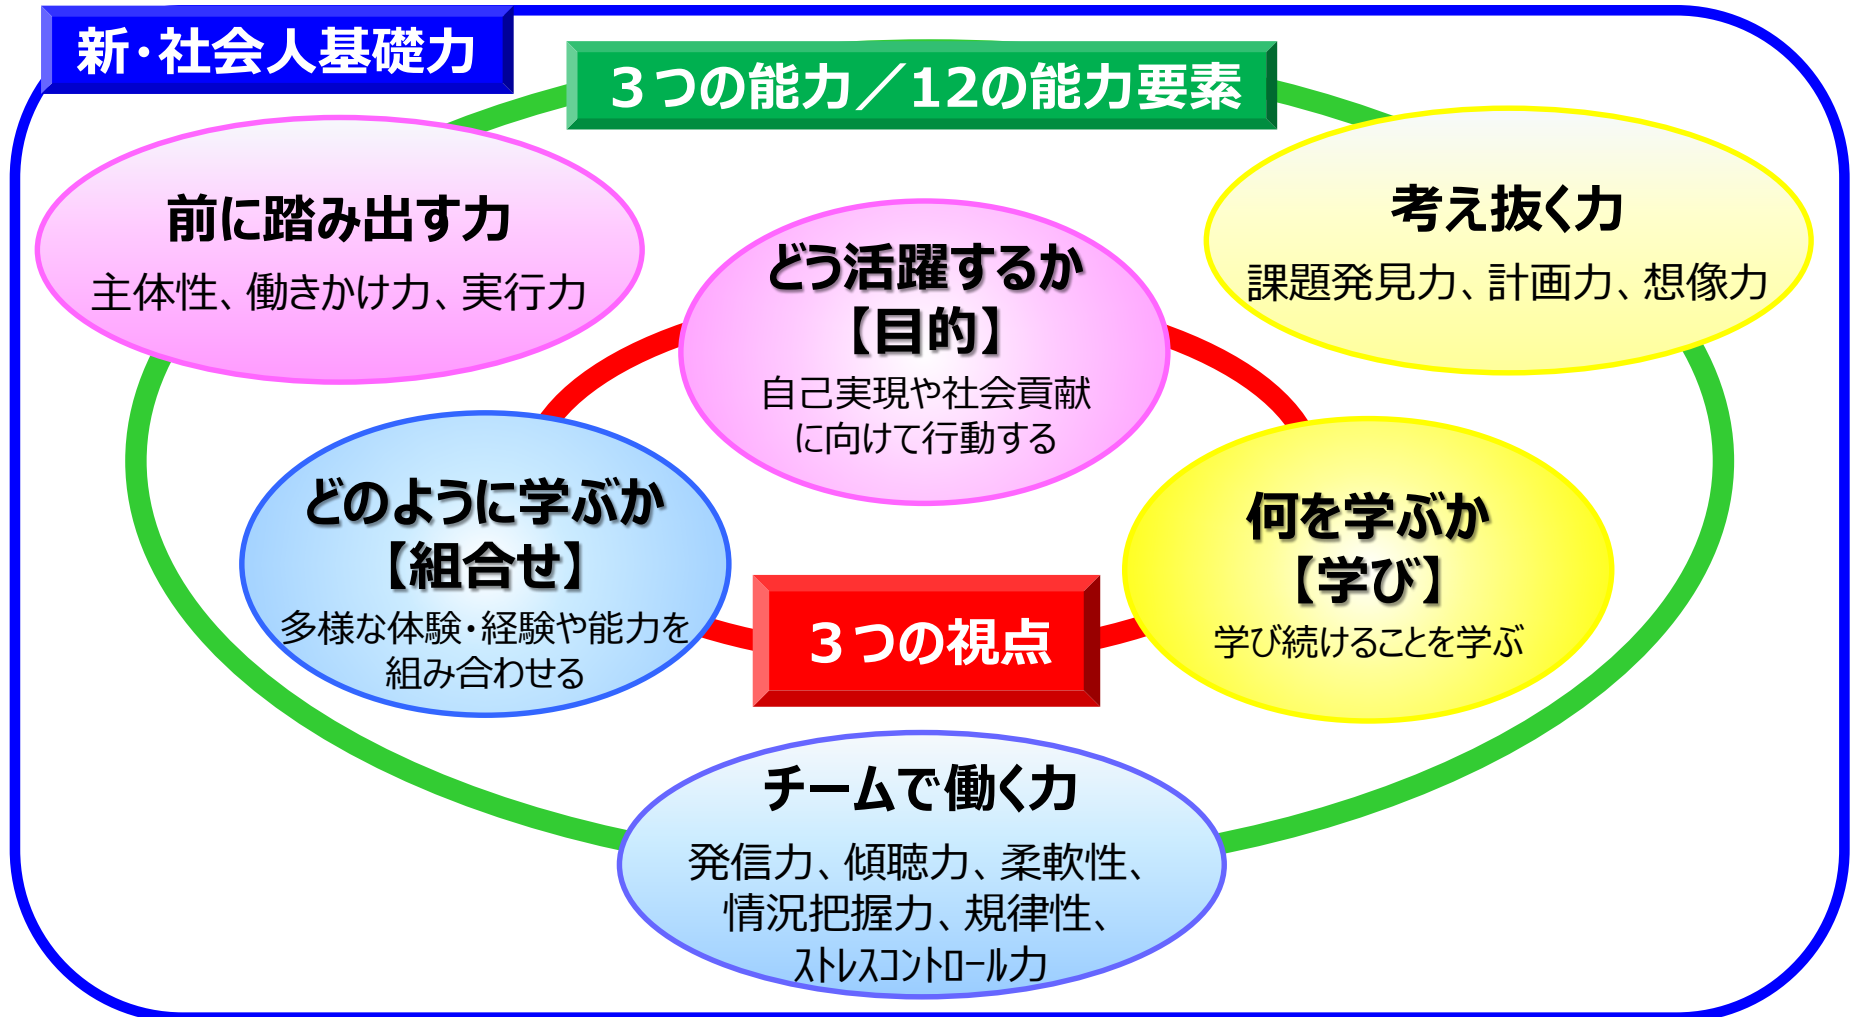 新・社会人基礎力
３つの能力／12の能力要素
前に踏み出す力
主体性、働きかけ力、実行力
考え抜く力
課題発見力、計画力、想像力
どう活躍するか
【目的】
自己実現や社会貢献
に向けて行動する
どのように学ぶか
【組合せ】
多様な体験・経験や能力を
組み合わせる
何を学ぶか
【学び】
学び続けることを学ぶ
３つの視点
チームで働く力
発信力、傾聴力、柔軟性、
情況把握力、規律性、
ｽﾄﾚｽｺﾝﾄﾛｰﾙ力